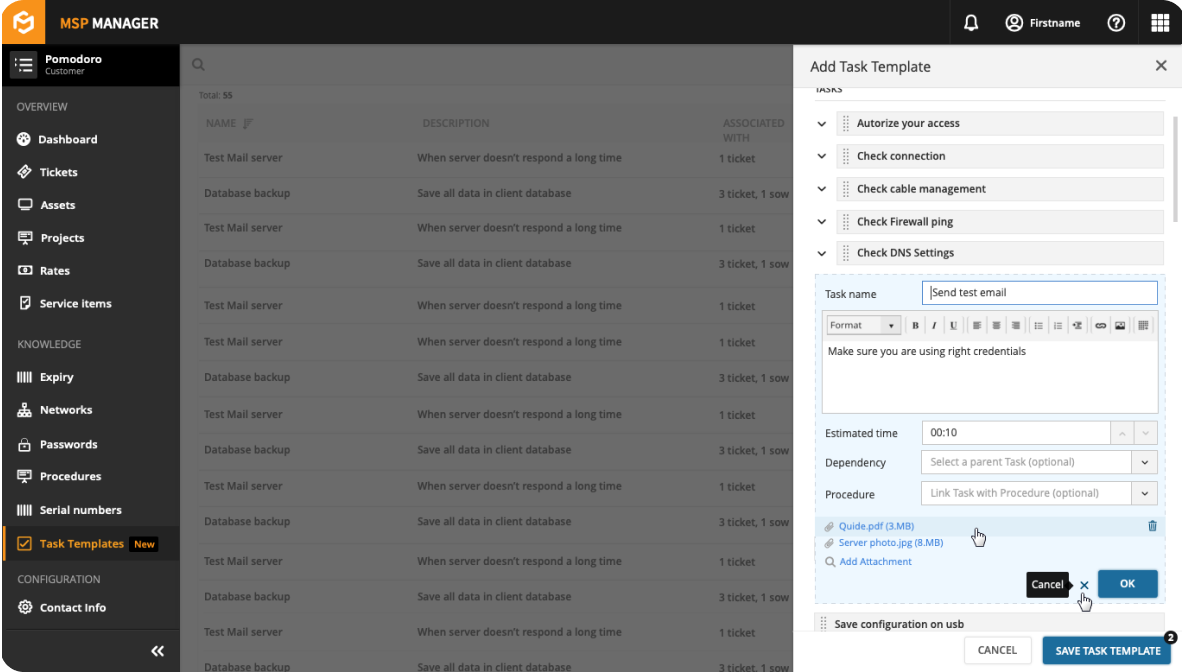 MSP MANAGER
Firstname
Pomodoro
Customer
OVERVIEW
Dashboard
Tickets
Assets
Projects
Rates
Service items
KNOWLEDGE
Expiry
Networks
Passwords
Procedures
Serial numbers
Task Templates New
CONFIGURATION
Contact Info
Total: 55
NAME DESCRIPTION ASSOCIATED
WITH
Test Mail server When server doesn't respond a long time 1 ticket
Database backup Save all data in client database 3 ticket, 1 sow
Test Mail server When server doesn't respond a long time 1 ticket
Database backup Save all data in client database 3 ticket, 1 sow
Test Mail server When server doesn't respond a long time 1 ticket
Test Mail server When server doesn't respond a long time 1 ticket
Database backup Save all data in client database 3 ticket, 1 sow
Test Mail server When server doesn't respond a long time 1 ticket
Database backup Save all data in client database 3 ticket, 1 sow
Test Mail server When server doesn't respond a long time 1 ticket
Database backup Save all data in client database 3 ticket, 1 sow
Test Mail server When server doesn't respond a long time 1 ticket
Database backup Save all data in client database 3 ticket, 1 sow
Test Mail server When server doesn't respond a long time 1 ticket
Database backup Save all data in client database 3 ticket, 1 sow
Add Task Template
TASKS
Autorize your access
Check connection
Check cable management
Check Firewall ping
Check DNS Settings
Task name Send test email
Format B I U
Make sure you are using right credentials
Estimated time 00:10
Dependency Select a parent Task (optional)
Procedure Link Task with Procedure (optional)
Quide.pdf (3.MB)
Server photo.jpg (8.MB)
Add Attachment
Cancel OK
Save configuration on usb
CANCEL SAVE TASK TEMPLATE 2